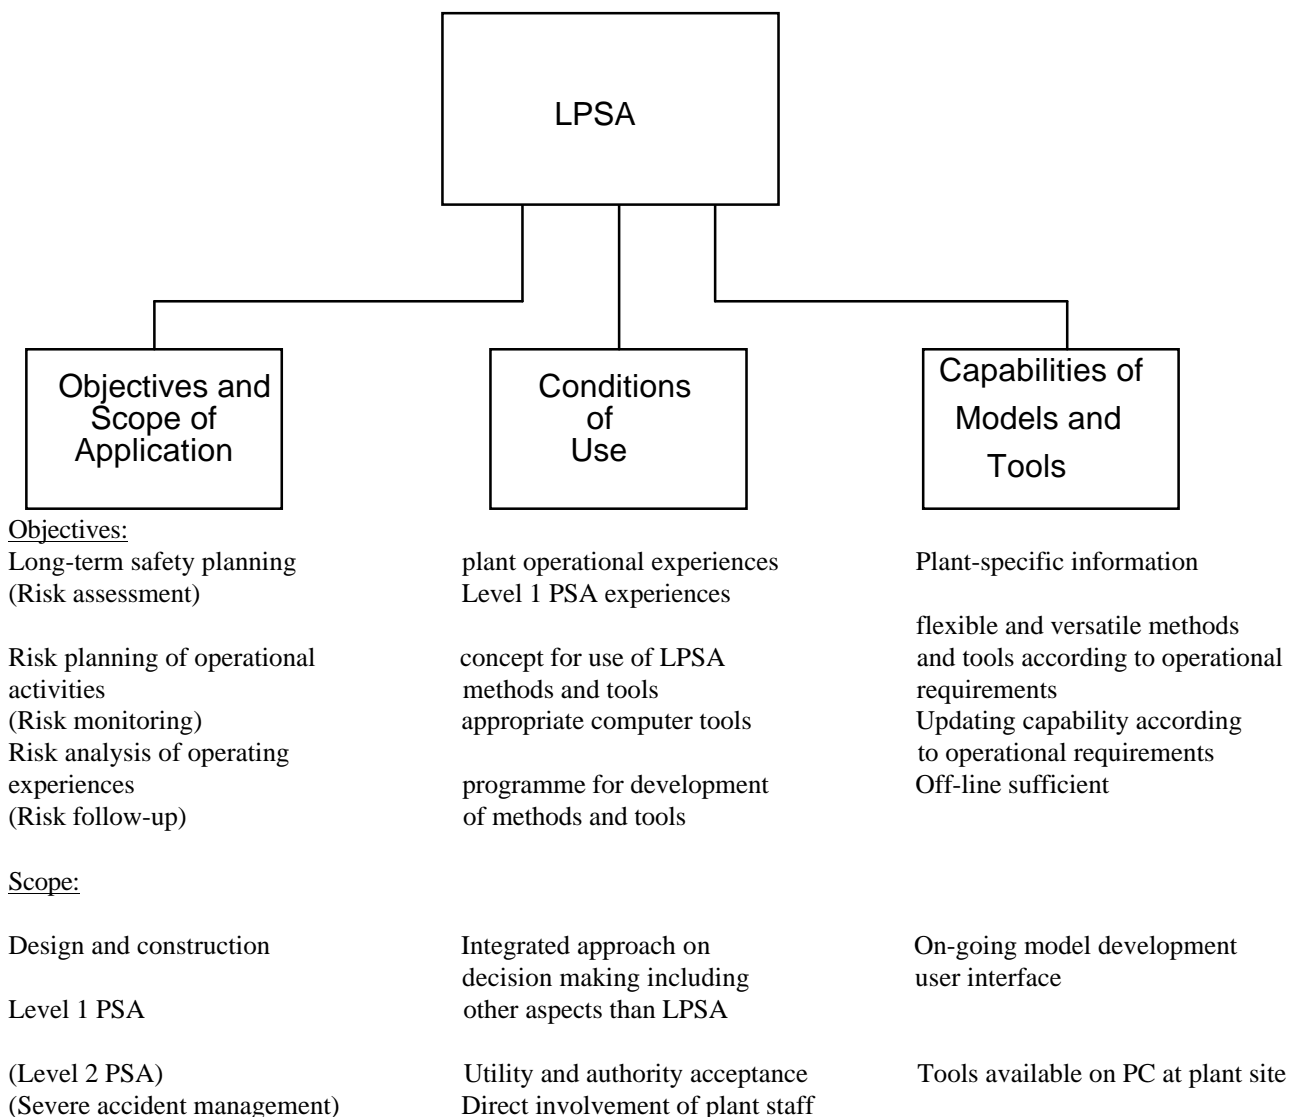 LPSA
Objectives and
Scope of
Application
Conditions
of
Use
Capabilities of
Models and
Tools
Objectives:
Long-term safety planning
(Risk assessment)
Risk planning of operational
activities
(Risk monitoring)
Risk analysis of operating
experiences
(Risk follow-up)
Scope:
Design and construction
Level 1 PSA
(Level 2 PSA)
(Severe accident management)
plant operational experiences
Level 1 PSA experiences
concept for use of LPSA
methods and tools
appropriate computer tools
programme for development
of methods and tools
Integrated approach on
decision making including
other aspects than LPSA
Utility and authority acceptance
Direct involvement of plant staff
Plant-specific information
flexible and versatile methods
and tools according to operational
requirements
Updating capability according
to operational requirements
Off-line sufficient
On-going model development
user interface
Tools available on PC at plant site